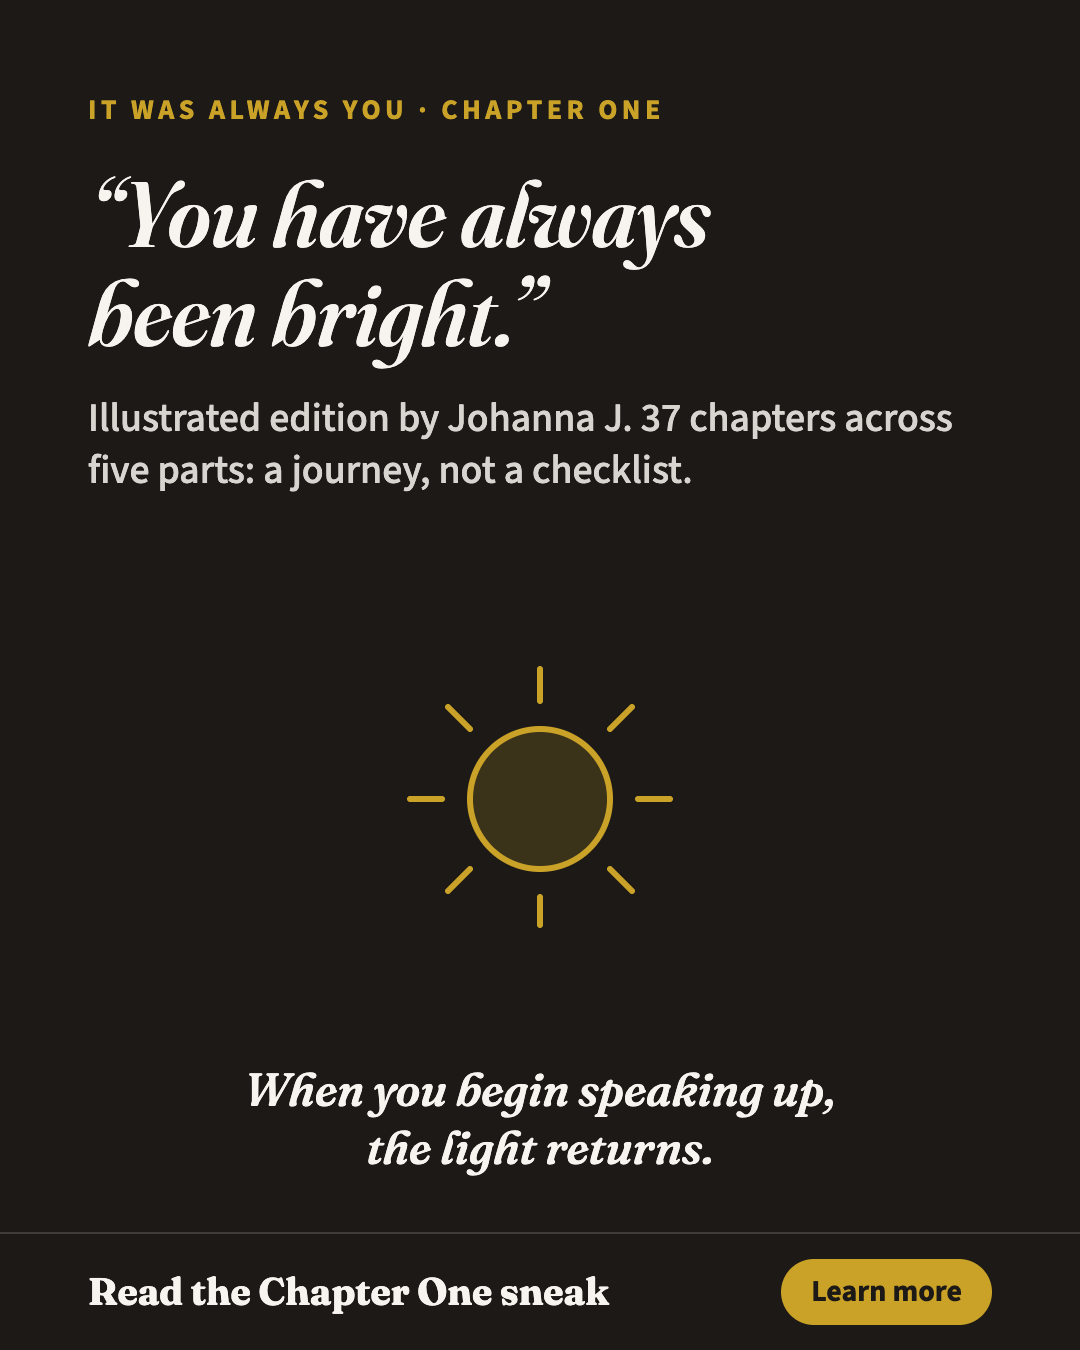 IT WAS ALWAYS YOU · CHAPTER ONE
“You have always
been bright.”
Illustrated edition by Johanna J. 37 chapters across
five parts: a journey, not a checklist.
When you begin speaking up,
the light returns.
Read the Chapter One sneak
Learn more